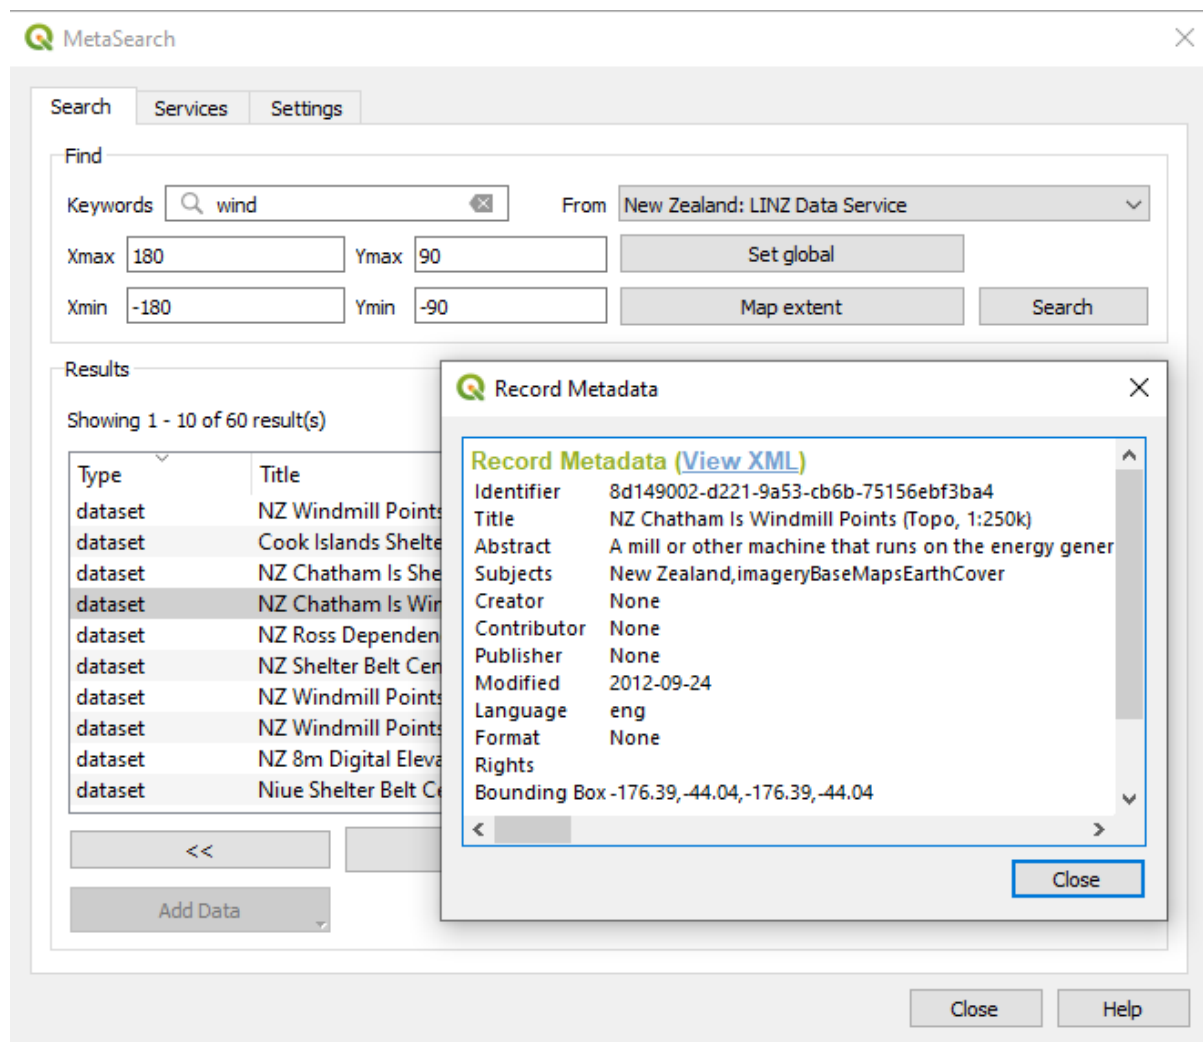 MetaSearch
Search Services Settings
Find
Keywords wind From New Zealand: LINZ Data Service
Xmax 180 Ymax 90 Set global
Xmin -180 Ymin -90 Map extent Search
Results
Showing 1 - 10 of 60 result(s)
Type Title
dataset NZ Windmill Points
dataset Cook Islands Shelte
dataset NZ Chatham Is She
dataset NZ Chatham Is Win
dataset NZ Ross Dependen
dataset NZ Shelter Belt Cen
dataset NZ Windmill Points
dataset NZ Windmill Points
dataset NZ 8m Digital Eleva
dataset Niue Shelter Belt Ce
<<
Add Data
Record Metadata
Record Metadata (View XML)
Identifier 8d149002-d221-9a53-cb6b-75156ebf3ba4
Title NZ Chatham Is Windmill Points (Topo, 1:250k)
Abstract A mill or other machine that runs on the energy gener
Subjects New Zealand,imageryBaseMapsEarthCover
Creator None
Contributor None
Publisher None
Modified 2012-09-24
Language eng
Format None
Rights
Bounding Box -176.39,-44.04,-176.39,-44.04
Close
Close Help